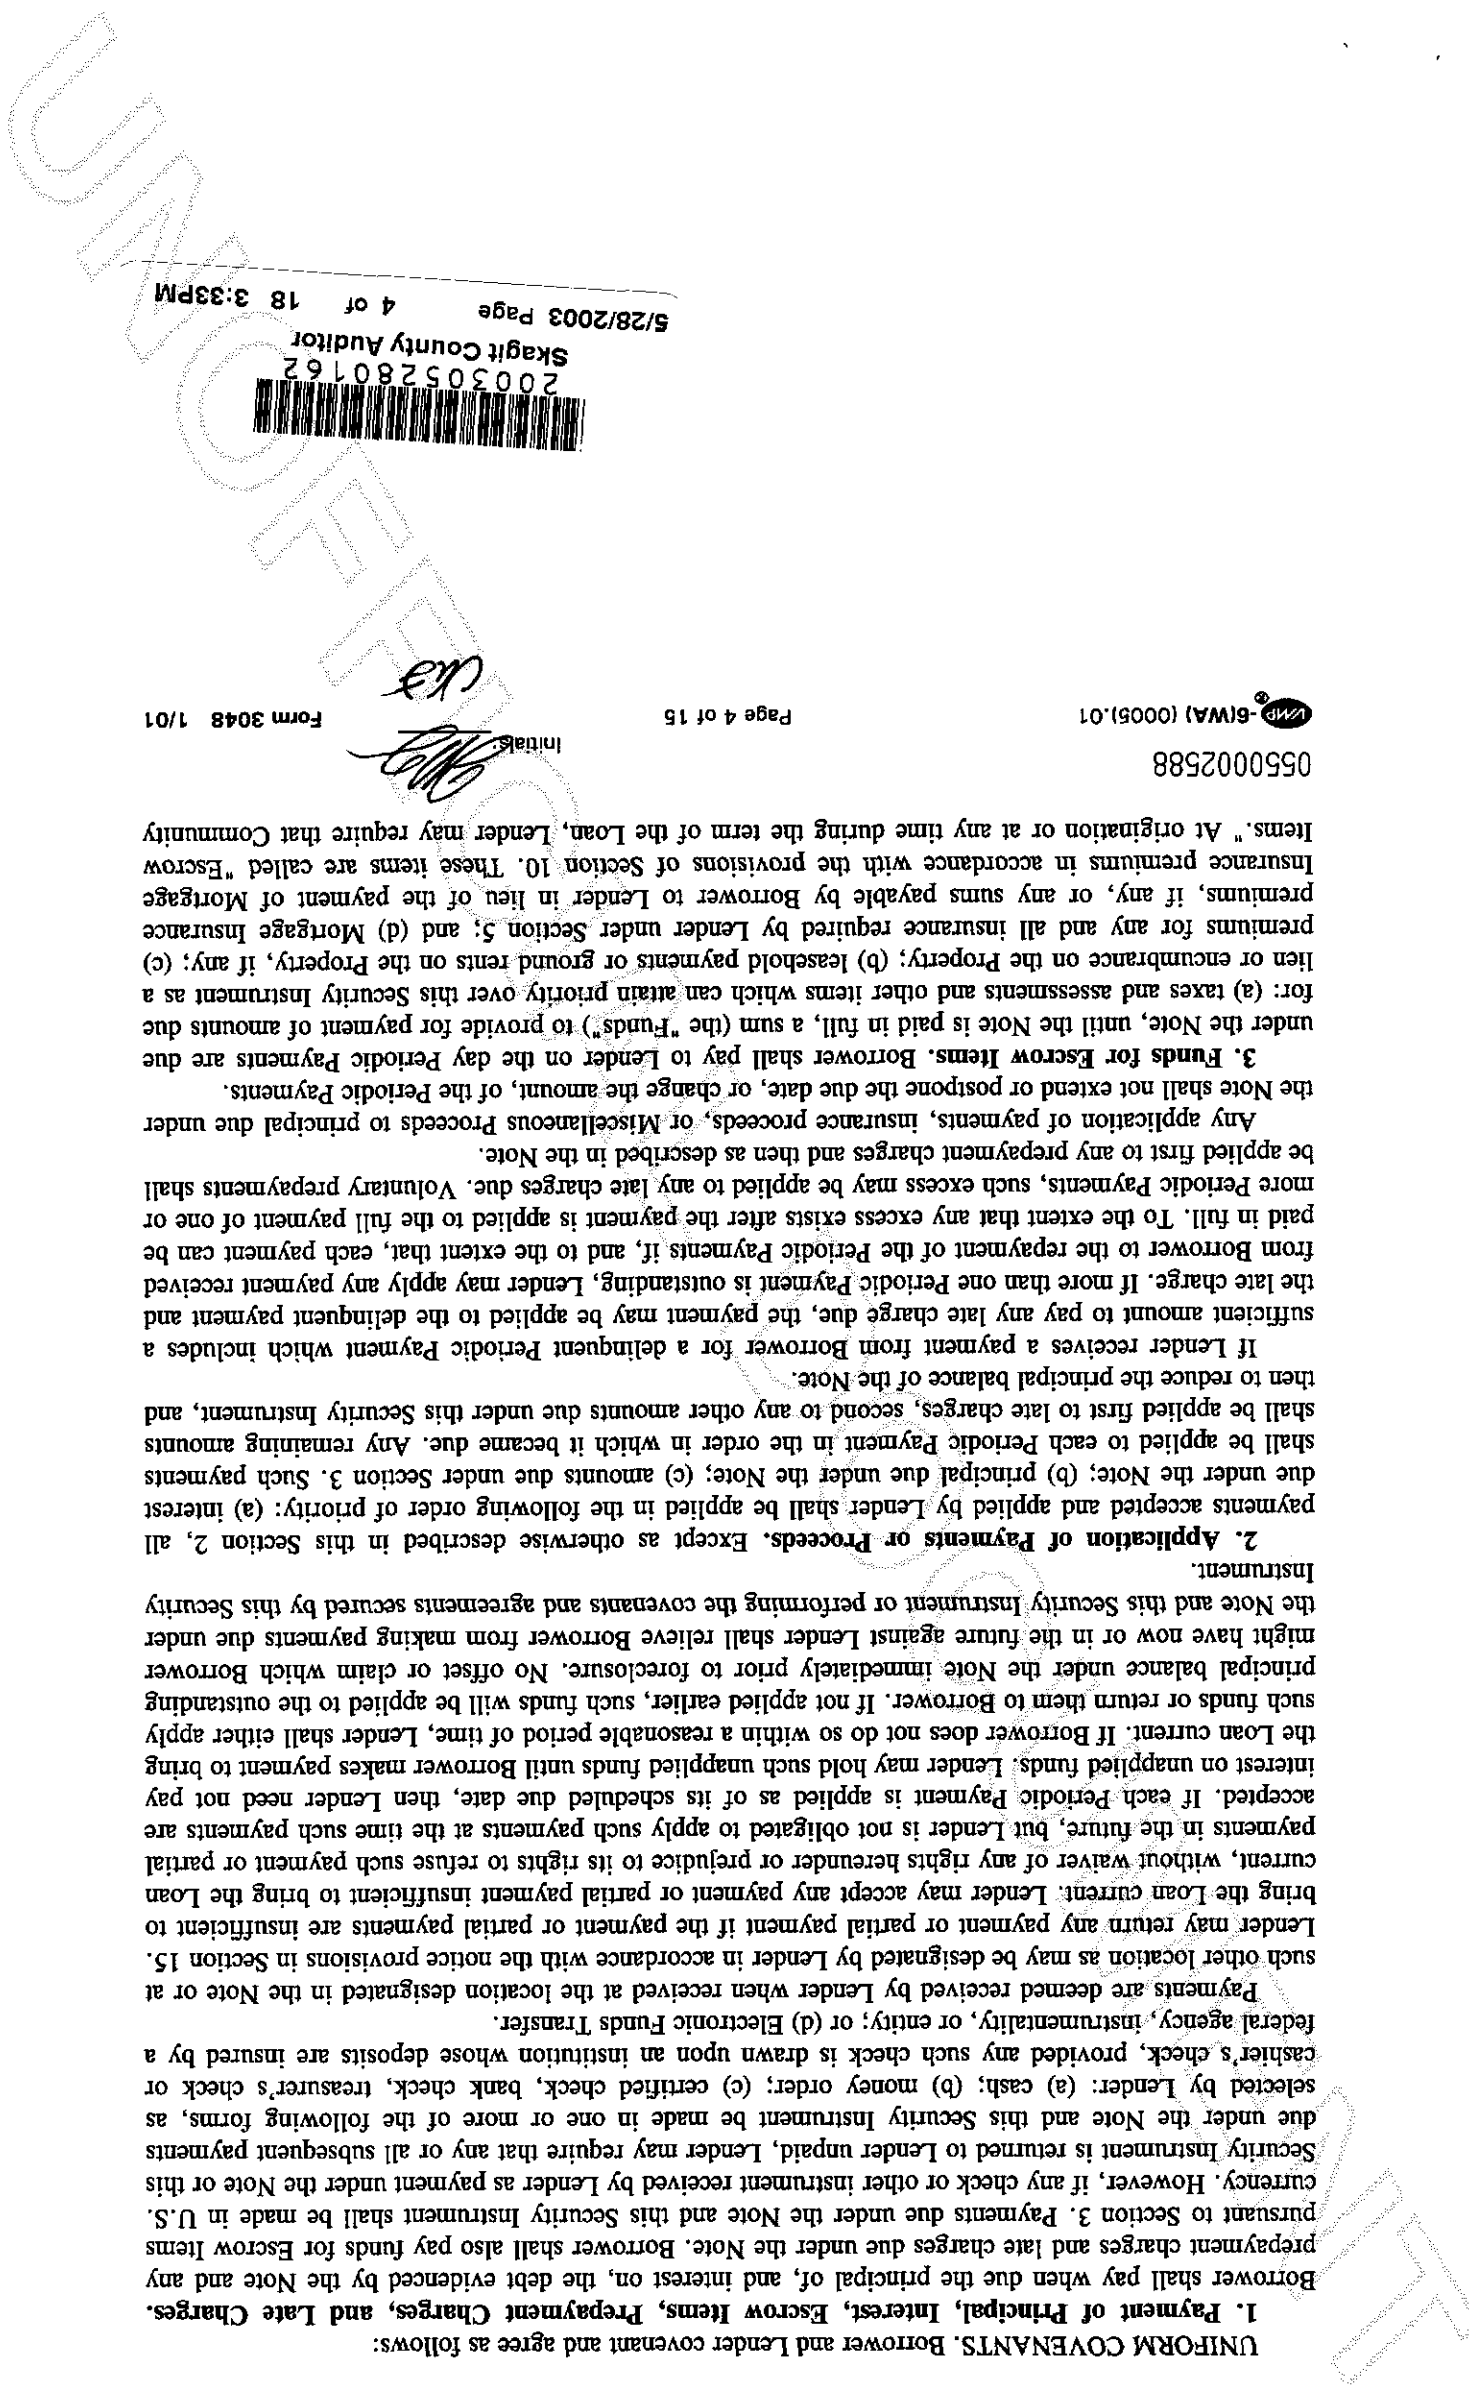 UNIFORM COVENANTS. Borrower and Lender covenant and agree as follows:
1. Payment of Principal, Interest, Escrow Items, Prepayment Charges, and Late Charges.
Borrower shall pay when due the principal of, and interest on, the debt evidenced by the Note and any
prepayment charges and late charges due under the Note. Borrower shall also pay funds for Escrow Items
pursuant to Section 3. Payments due under the Note and this Security Instrument shall be made in U.S.
currency. However, if any check or other instrument received by Lender as payment under the Note or this
Security Instrument is returned to Lender unpaid, Lender may require that any or all subsequent payments
due under the Note and this Security Instrument be made in one or more of the following forms, as
selected by Lender: (a) cash; (b) money order; (c) certified check, bank check, treasurer's check or
cashier's check, provided any such check is drawn upon an institution whose deposits are insured by a
federal agency, instrumentality, or entity; or (d) Electronic Funds Transfer.
Payments are deemed received by Lender when received at the location designated in the Note or at
such other location as may be designated by Lender in accordance with the notice provisions in Section 15.
Lender may return any payment or partial payment if the payment or partial payments are insufficient to
bring the Loan current. Lender may accept any payment or partial payment insufficient to bring the Loan
current, without waiver of any rights hereunder or prejudice to its rights to refuse such payment or partial
payments in the future, but Lender is not obligated to apply such payments at the time such payments are
accepted. If each Periodic Payment is applied as of its scheduled due date, then Lender need not pay
interest on unapplied funds. Lender may hold such unapplied funds until Borrower makes payment to bring
the Loan current. If Borrower does not do so within a reasonable period of time, Lender shall either apply
such funds or return them to Borrower. If not applied earlier, such funds will be applied to the outstanding
principal balance under the Note immediately prior to foreclosure. No offset or claim which Borrower
might have now or in the future against Lender shall relieve Borrower from making payments due under
the Note and this Security Instrument or performing the covenants and agreements secured by this Security
Instrument.
2. Application of Payments or Proceeds. Except as otherwise described in this Section 2, all
payments accepted and applied by Lender shall be applied in the following order of priority: (a) interest
due under the Note; (b) principal due under the Note; (c) amounts due under Section 3. Such payments
shall be applied to each Periodic Payment in the order in which it became due. Any remaining amounts
shall be applied first to late charges, second to any other amounts due under this Security Instrument, and
then to reduce the principal balance of the Note.
If Lender receives a payment from Borrower for a delinquent Periodic Payment which includes a
sufficient amount to pay any late charge due, the payment may be applied to the delinquent payment and
the late charge. If more than one Periodic Payment is outstanding, Lender may apply any payment received
from Borrower to the repayment of the Periodic Payments if, and to the extent that, each payment can be
paid in full. To the extent that any excess exists after the payment is applied to the full payment of one or
more Periodic Payments, such excess may be applied to any late charges due. Voluntary prepayments shall
be applied first to any prepayment charges and then as described in the Note.
Any application of payments, insurance proceeds, or Miscellaneous Proceeds to principal due under
the Note shall not extend or postpone the due date, or change the amount, of the Periodic Payments.
3. Funds for Escrow Items. Borrower shall pay to Lender on the day Periodic Payments are due
under the Note, until the Note is paid in full, a sum (the "Funds") to provide for payment of amounts due
for: (a) taxes and assessments and other items which can attain priority over this Security Instrument as a
lien or encumbrance on the Property; (b) leasehold payments or ground rents on the Property, if any; (c)
premiums for any and all insurance required by Lender under Section 5; and (d) Mortgage Insurance
premiums, if any, or any sums payable by Borrower to Lender in lieu of the payment of Mortgage
Insurance premiums in accordance with the provisions of Section 10. These items are called "Escrow
Items." At origination or at any time during the term of the Loan, Lender may require that Community
0550002588
Initials:
VMP-6(WA) (0005).01 Page 4 of 15 Form 3048 1/01
200305280162
Skagit County Auditor
5/28/2003 Page 4 of 18 3:33PM
UNOFFICIAL DOCUMENT